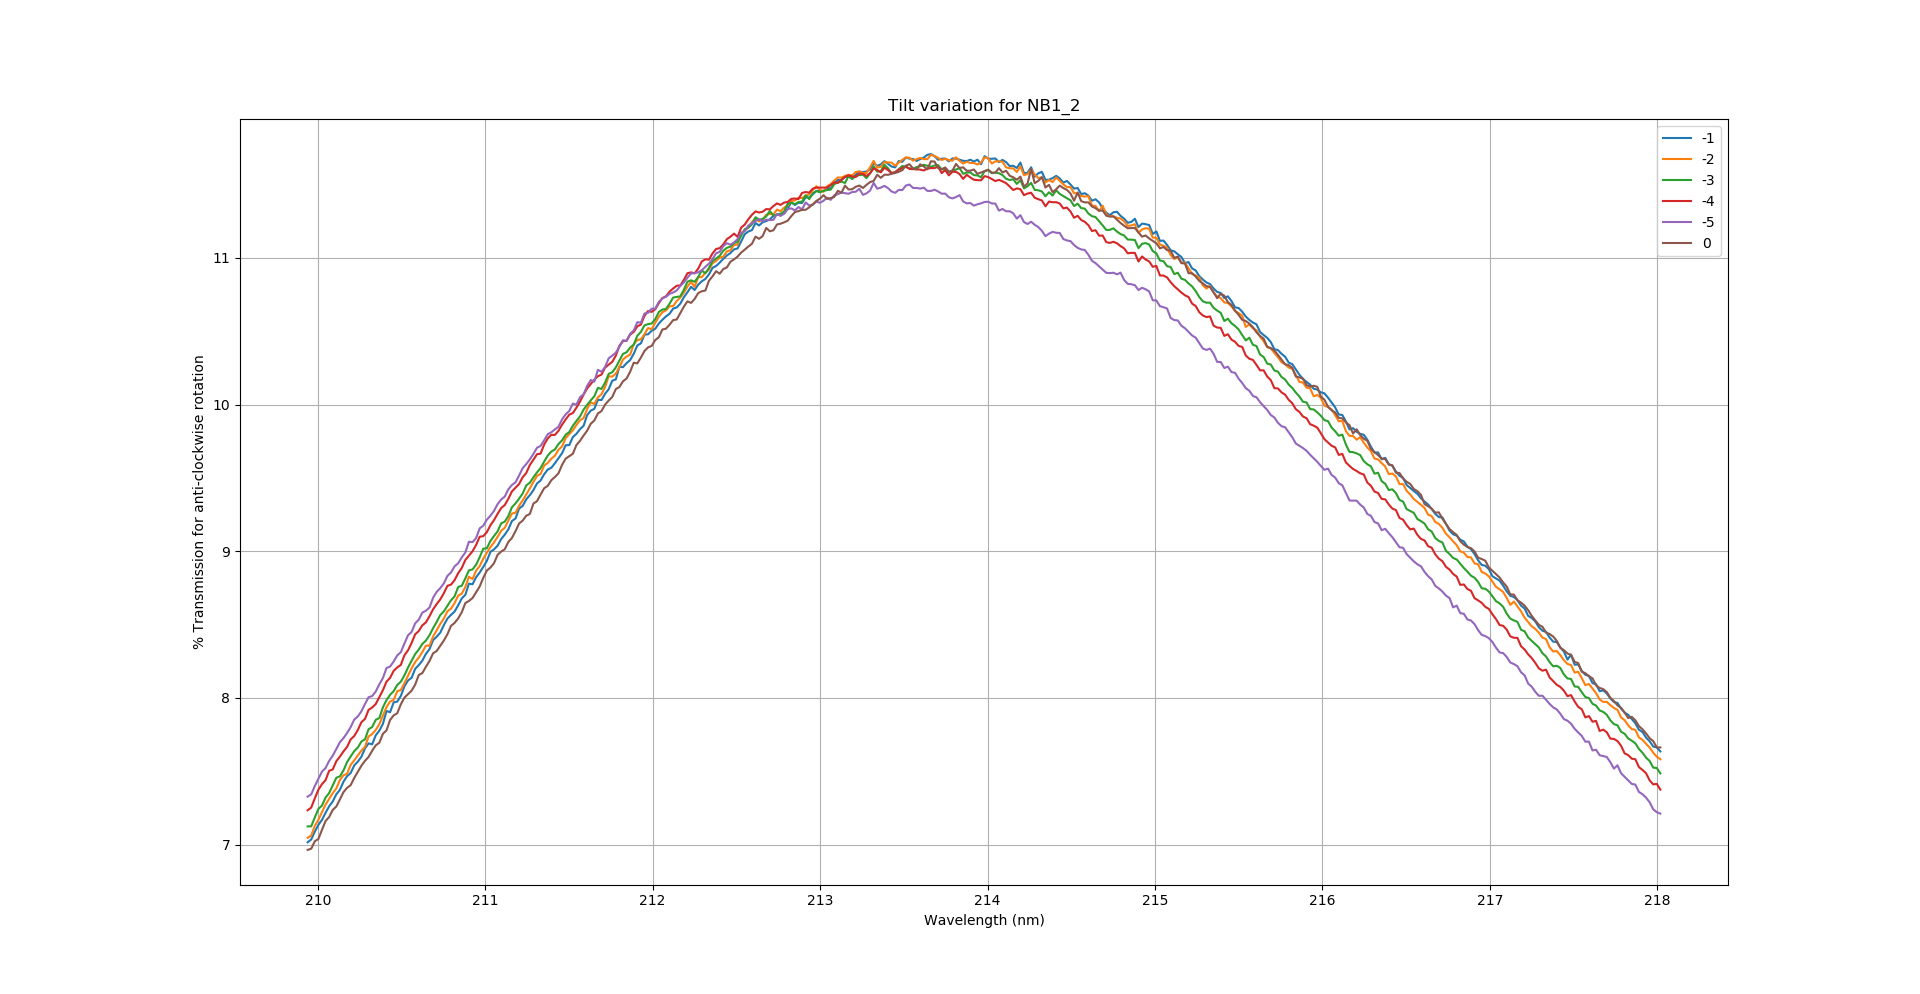 Tilt variation for NB1_2
-1
-2
-3
-4
-5
0
% Transmission for anti-clockwise rotation
11
10
9
8
7
210 211 212 213 214 215 216 217 218
Wavelength (nm)